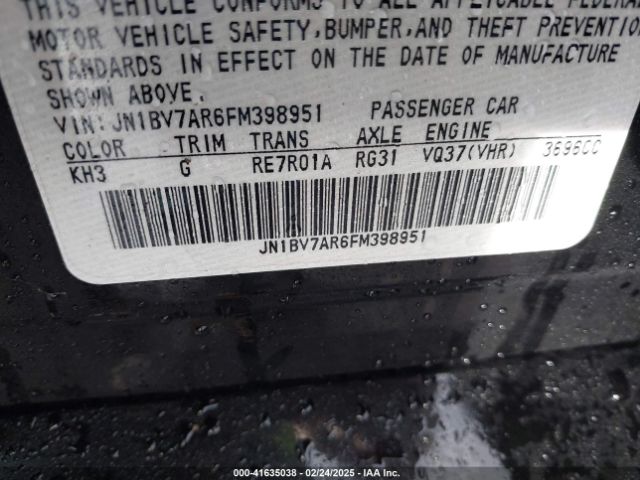 THIS VEHICLE CONFORMS TO ALL APPLICABLE FEDERAL
MOTOR VEHICLE SAFETY, BUMPER, AND THEFT PREVENTION
STANDARDS IN EFFECT ON THE DATE OF MANUFACTURE
SHOWN ABOVE.
VIN: JN1BV7AR6FM398951 PASSENGER CAR
COLOR TRIM TRANS AXLE ENGINE
KH3 G RE7R01A RG31 VQ37(VHR) 3696CC
JN1BV7AR6FM398951
000-41635038 - 02/24/2025 - IAA Inc.